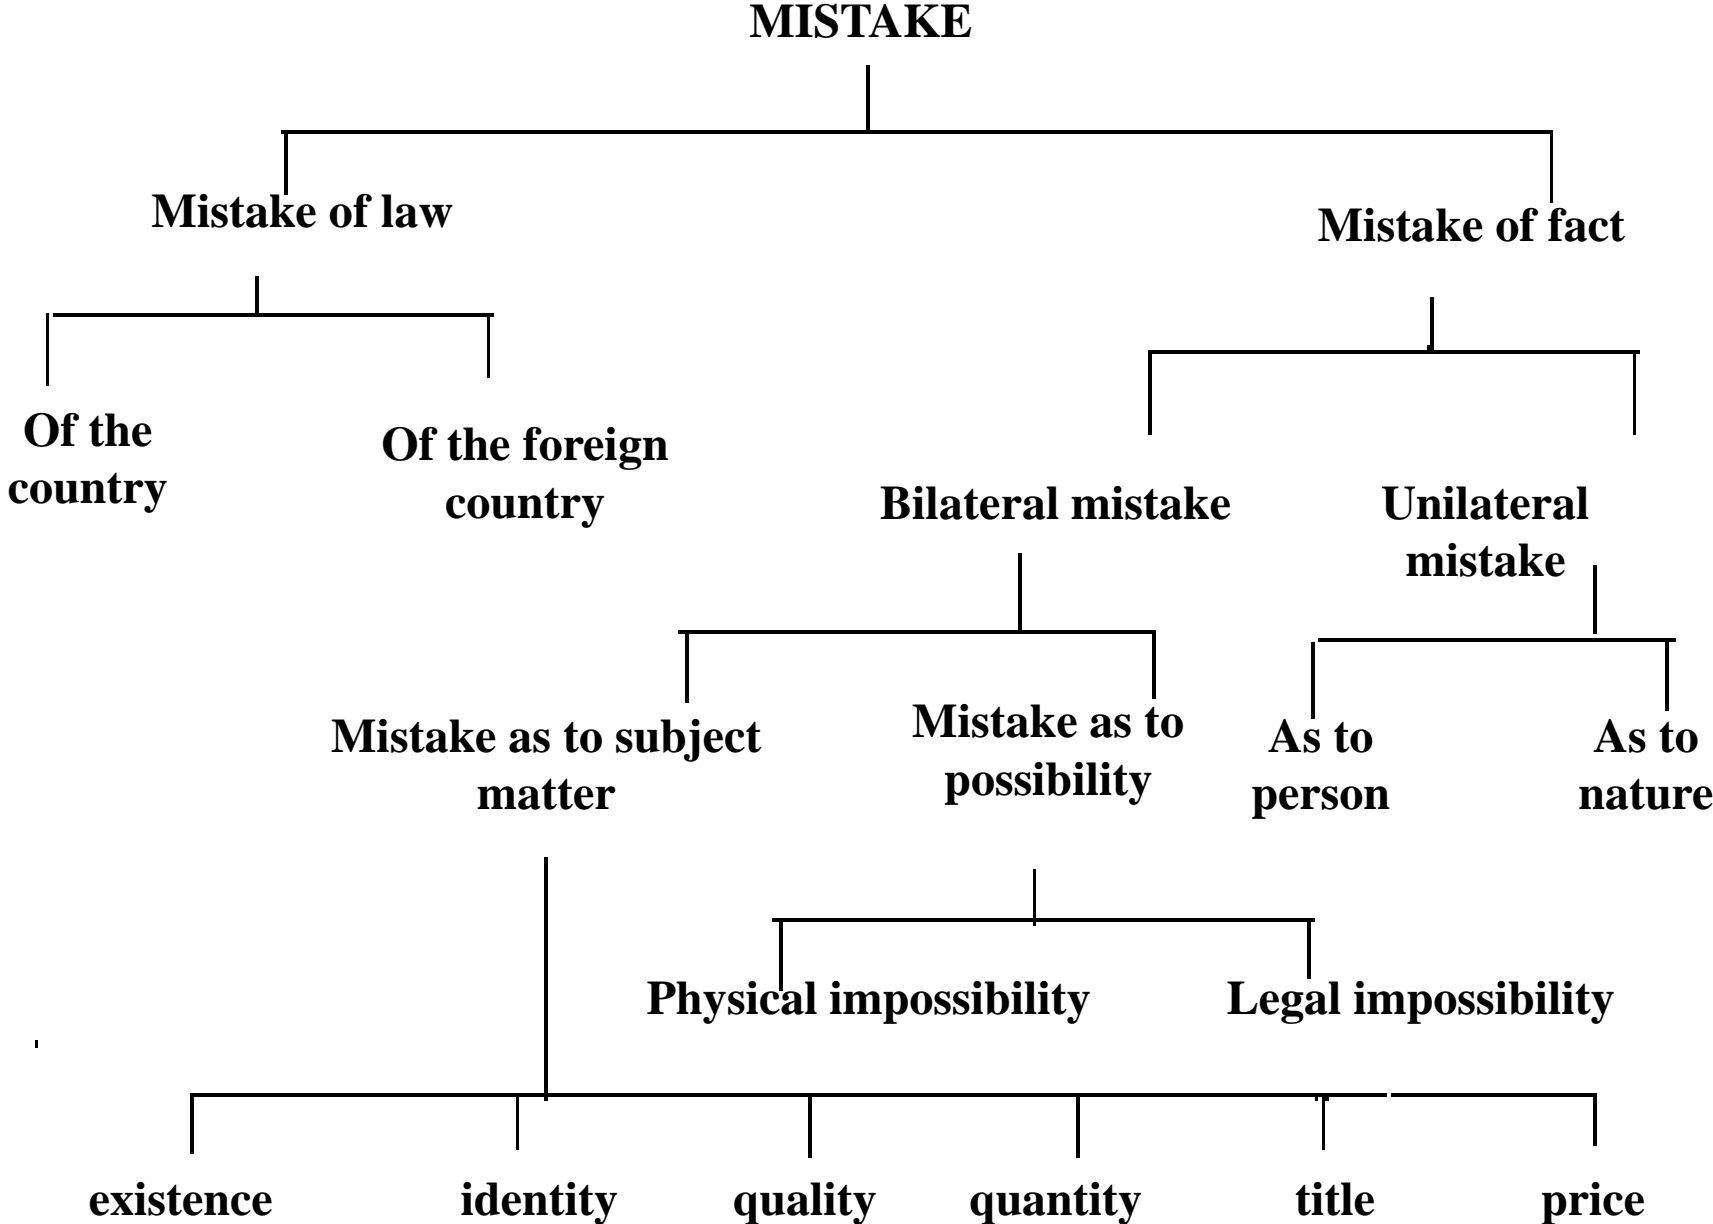 MISTAKE
Mistake of law
Mistake of fact
Of the
country
Of the foreign
country
Bilateral mistake
Unilateral
mistake
Mistake as to subject
matter
Mistake as to
possibility
As to
person
As to
nature
Physical impossibility
Legal impossibility
existence
identity
quality
quantity
title
price